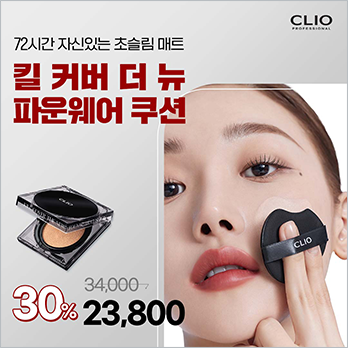 CLIO
PROFESSIONAL
72시간 자신있는 초슬림 매트
킬 커버 더 뉴
파운웨어 쿠션
CLIO
CLIO
34,000
30% 23,800